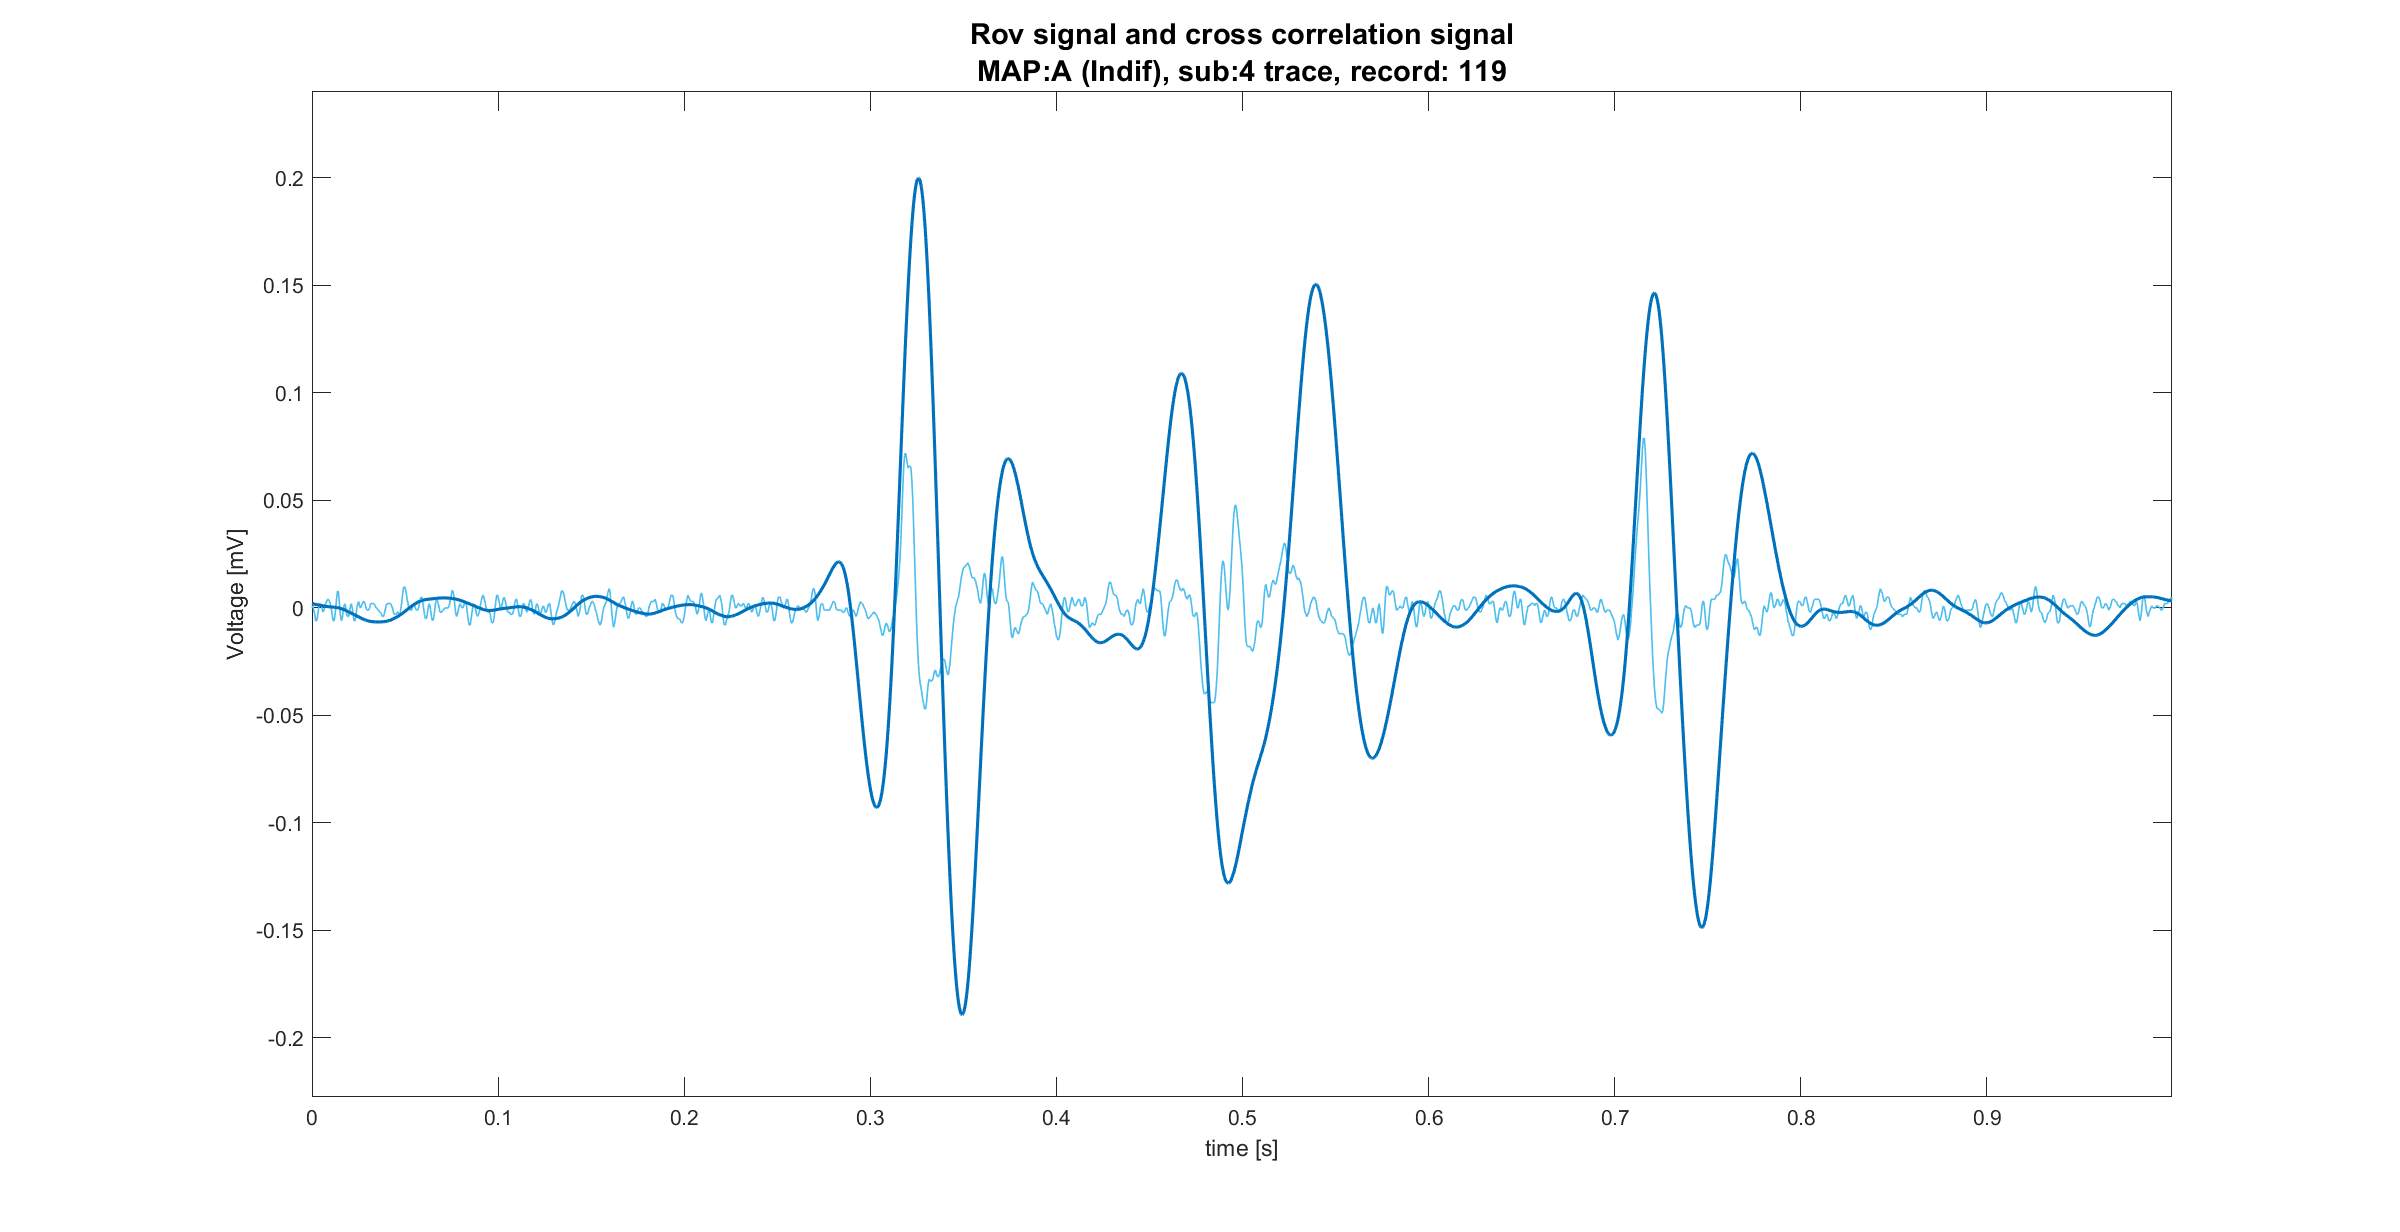 Rov signal and cross correlation signal
MAP:A (Indif), sub:4 trace, record: 119
0.2
0.15
0.1
0.05
0
-0.05
-0.1
-0.15
-0.2
Voltage [mV]
0 0.1 0.2 0.3 0.4 0.5 0.6 0.7 0.8 0.9
time [s]